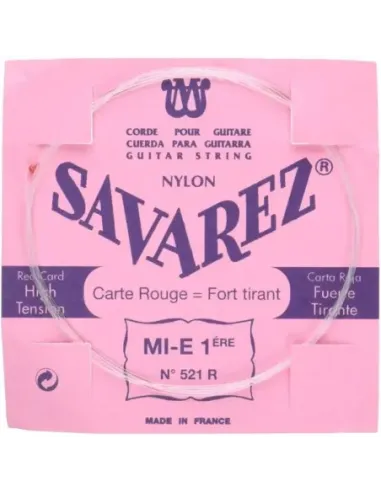 CORDE POUR GUITARE
CUERDA PARA GUITARRA
GUITAR STRING
NYLON
SAVAREZ®
Red Card
High
Tension
Carte Rouge = Fort tirant
Carta Roja
Fuerte
Tirante
MI-E 1ÉRE
N° 521 R
MADE IN FRANCE